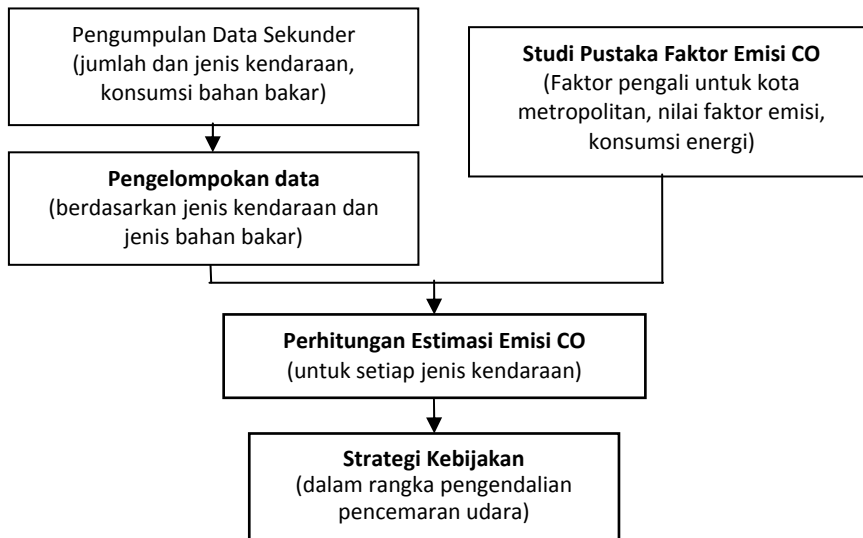 Pengumpulan Data Sekunder
(jumlah dan jenis kendaraan,
konsumsi bahan bakar)
Studi Pustaka Faktor Emisi CO
(Faktor pengali untuk kota
metropolitan, nilai faktor emisi,
konsumsi energi)
Pengelompokan data
(berdasarkan jenis kendaraan dan
jenis bahan bakar)
Perhitungan Estimasi Emisi CO
(untuk setiap jenis kendaraan)
Strategi Kebijakan
(dalam rangka pengendalian
pencemaran udara)